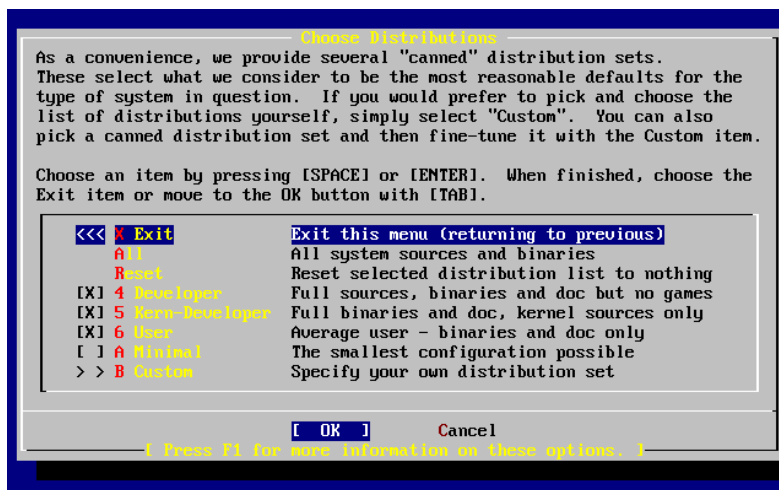 Choose Distributions
As a convenience, we provide several "canned" distribution sets.
These select what we consider to be the most reasonable defaults for the
type of system in question.  If you would prefer to pick and choose the
list of distributions yourself, simply select "Custom".  You can also
pick a canned distribution set and then fine-tune it with the Custom item.
Choose an item by pressing [SPACE] or [ENTER].  When finished, choose the
Exit item or move to the OK button with [TAB].
<<< X Exit Exit this menu (returning to previous)
All All system sources and binaries
Reset Reset selected distribution list to nothing
[X] 4 Developer Full sources, binaries and doc but no games
[X] 5 Kern-Developer Full binaries and doc, kernel sources only
[X] 6 User Average user - binaries and doc only
[ ] A Minimal The smallest configuration possible
> > B Custom Specify your own distribution set
[ OK ] Cancel
[ Press F1 for more information on these options. ]